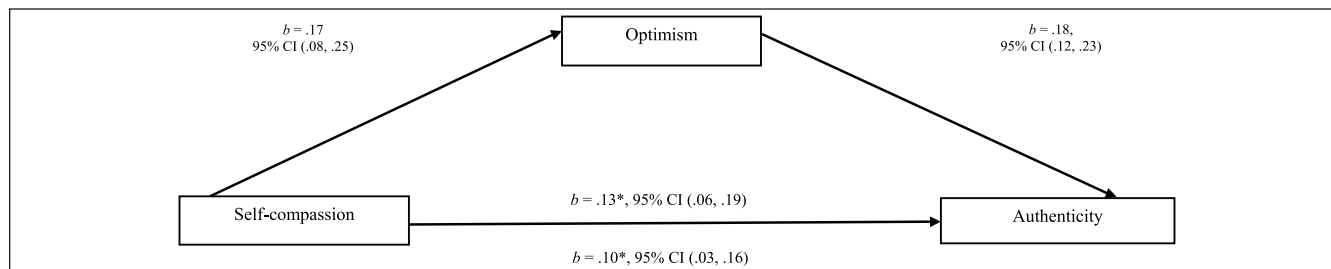 b = .17
95% CI (.08, .25)
Optimism
b = .18,
95% CI (.12, .23)
Self-compassion
b = .13*, 95% CI (.06, .19)
Authenticity
b = .10*, 95% CI (.03, .16)